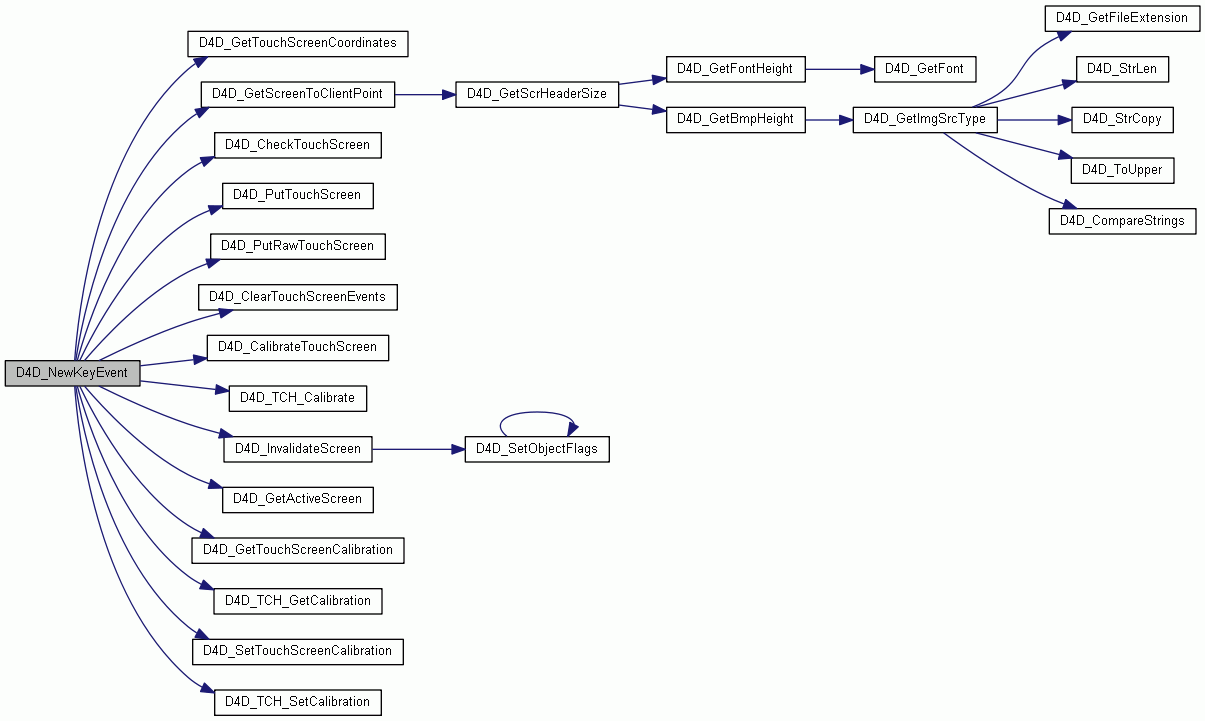 D4D_NewKeyEvent
D4D_GetTouchScreenCoordinates
D4D_GetScreenToClientPoint
D4D_CheckTouchScreen
D4D_PutTouchScreen
D4D_PutRawTouchScreen
D4D_ClearTouchScreenEvents
D4D_CalibrateTouchScreen
D4D_TCH_Calibrate
D4D_InvalidateScreen
D4D_GetActiveScreen
D4D_GetTouchScreenCalibration
D4D_TCH_GetCalibration
D4D_SetTouchScreenCalibration
D4D_TCH_SetCalibration
D4D_GetScrHeaderSize
D4D_SetObjectFlags
D4D_GetFontHeight
D4D_GetBmpHeight
D4D_GetFont
D4D_GetImgSrcType
D4D_GetFileExtension
D4D_StrLen
D4D_StrCopy
D4D_ToUpper
D4D_CompareStrings